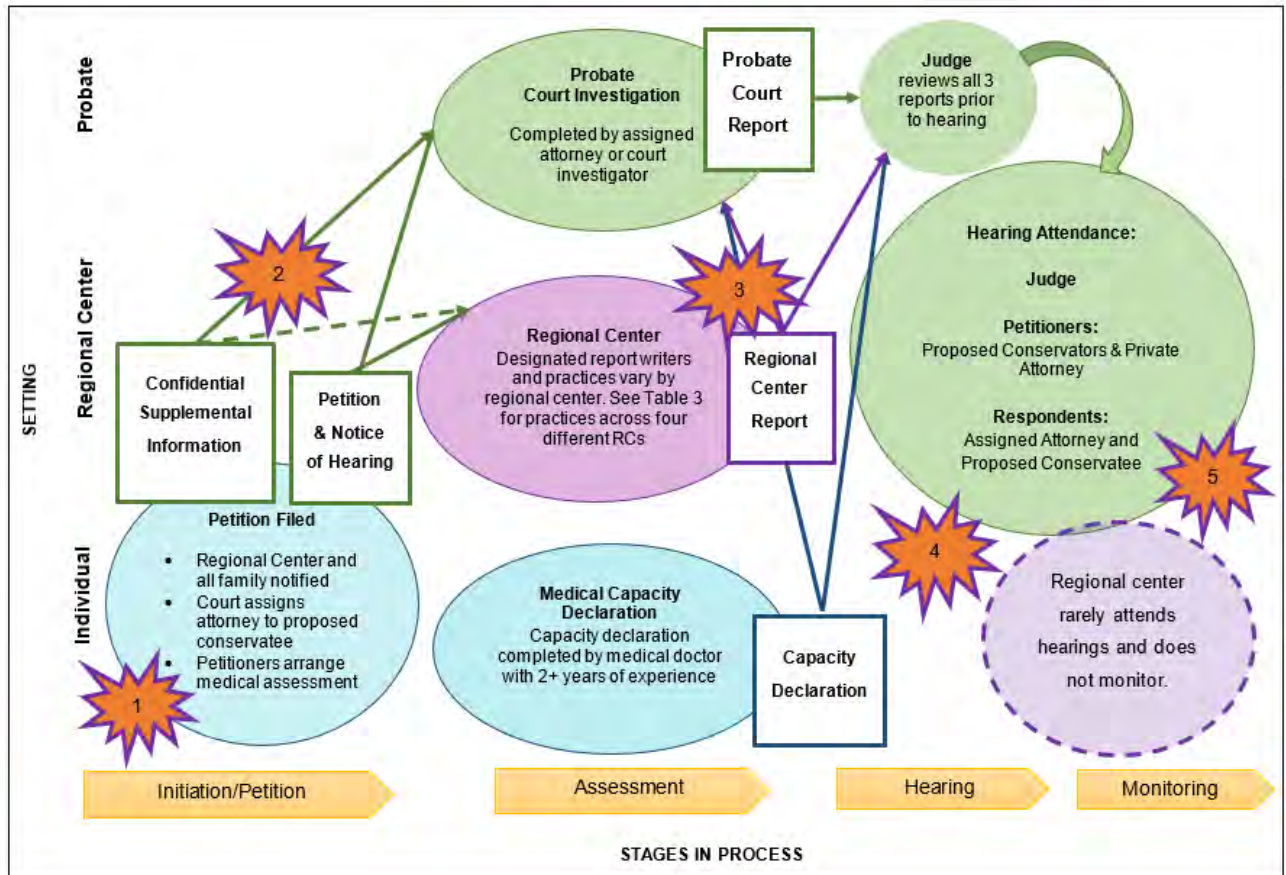 SETTING
Probate
Regional Center
Individual
Probate
Court Investigation
Completed by assigned
attorney or court
investigator
Probate
Court
Report
Judge
reviews all 3
reports prior
to hearing
2
3
Confidential
Supplemental
Information
Petition
& Notice
of Hearing
Regional Center
Designated report writers
and practices vary by
regional center. See Table 3
for practices across four
different RCs
Regional
Center
Report
Hearing Attendance:
Judge
Petitioners:
Proposed Conservators & Private
Attorney
Respondents:
Assigned Attorney and
Proposed Conservatee
5
4
Petition Filed
• Regional Center and
all family notified
• Court assigns
attorney to proposed
conservatee
• Petitioners arrange
medical assessment
1
Medical Capacity
Declaration
Capacity declaration
completed by medical doctor
with 2+ years of experience
Capacity
Declaration
Regional center
rarely attends
hearings and does
not monitor.
Initiation/Petition
Assessment
Hearing
Monitoring
STAGES IN PROCESS